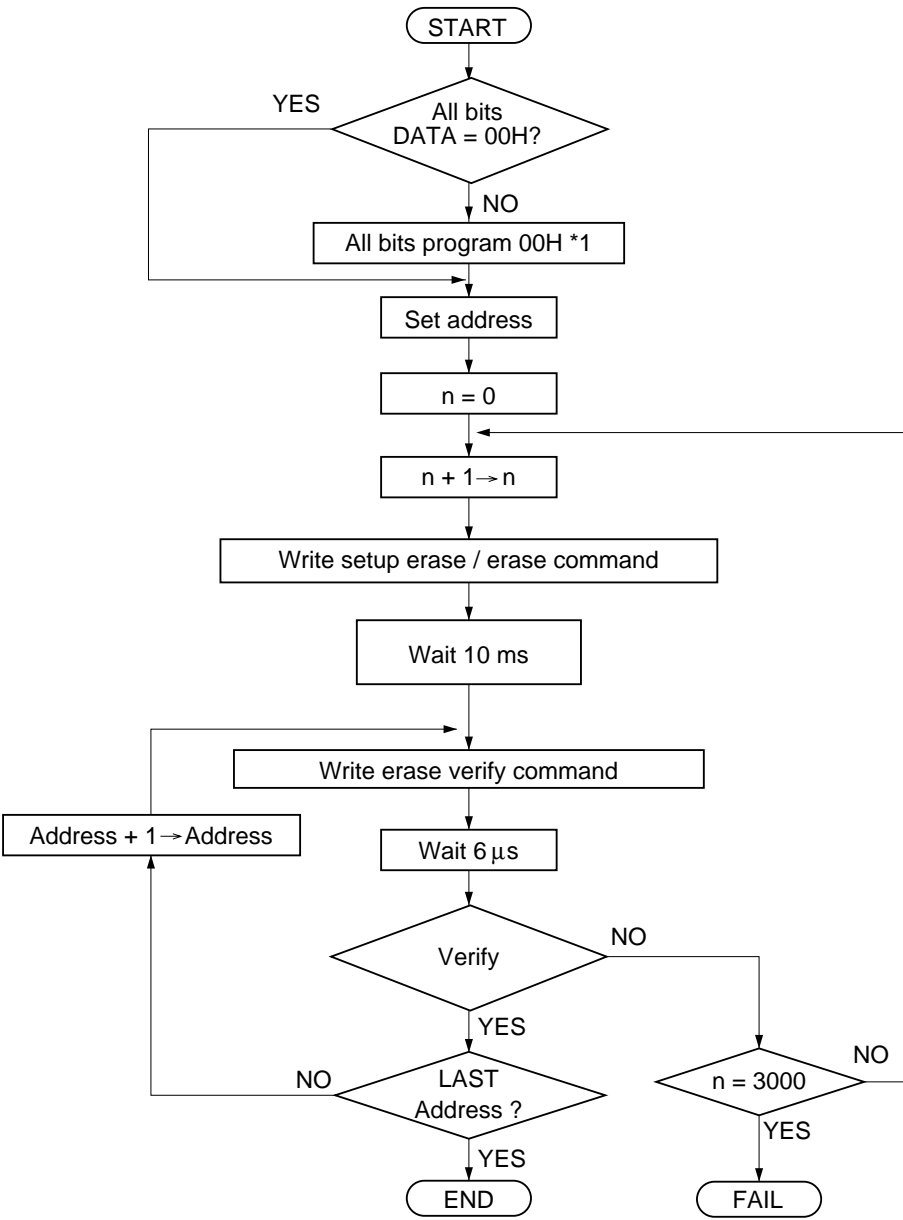 START
YES
All bits
DATA = 00H?
NO
All bits program 00H *1
Set address
n = 0
n + 1→n
Write setup erase / erase command
Wait 10 ms
Write erase verify command
Address + 1→Address
Wait 6 μs
Verify
NO
YES
NO
LAST
Address ?
n = 3000
NO
YES
YES
END
FAIL